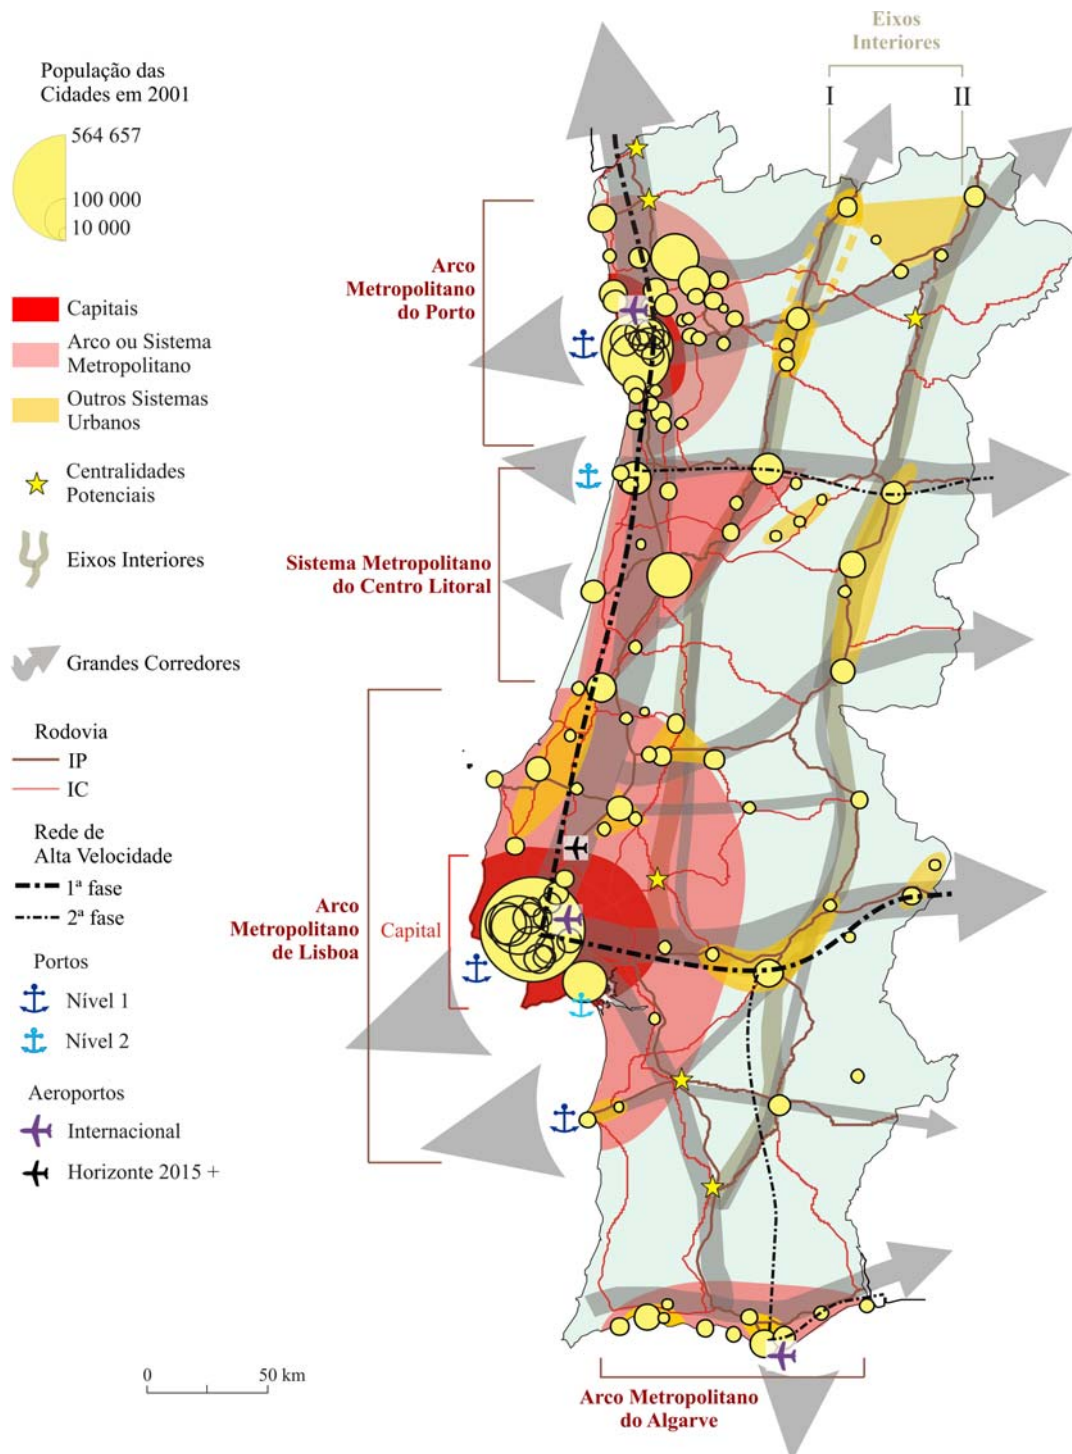 População das
Cidades em 2001
564 657
100 000
10 000
Capitais
Arco ou Sistema
Metropolitano
Outros Sistemas
Urbanos
Centralidades
Potenciais
Eixos Interiores
Grandes Corredores
Rodovia
IP
IC
Rede de
Alta Velocidade
1ª fase
2ª fase
Portos
Nível 1
Nível 2
Aeroportos
Internacional
Horizonte 2015 +
0
50 km
Eixos
Interiores
I
II
Arco
Metropolitano
do Porto
Sistema Metropolitano
do Centro Litoral
Arco
Metropolitano
de Lisboa
Capital
Arco Metropolitano
do Algarve